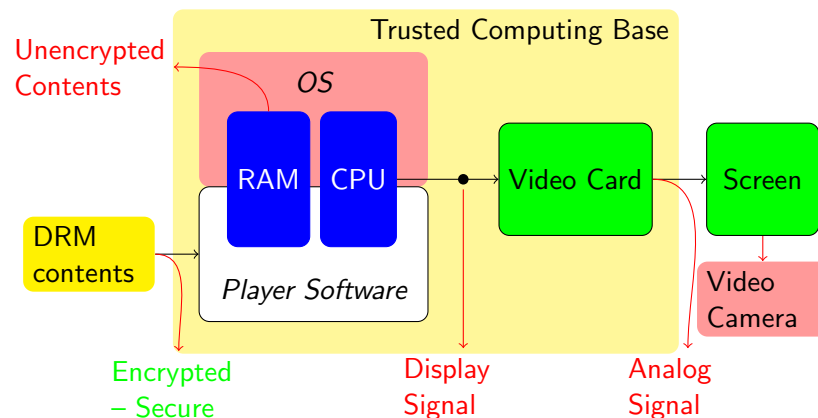 Trusted Computing Base
Unencrypted
Contents
OS
RAM
CPU
Video Card
Screen
DRM
contents
Player Software
Video
Camera
Encrypted
– Secure
Display
Signal
Analog
Signal